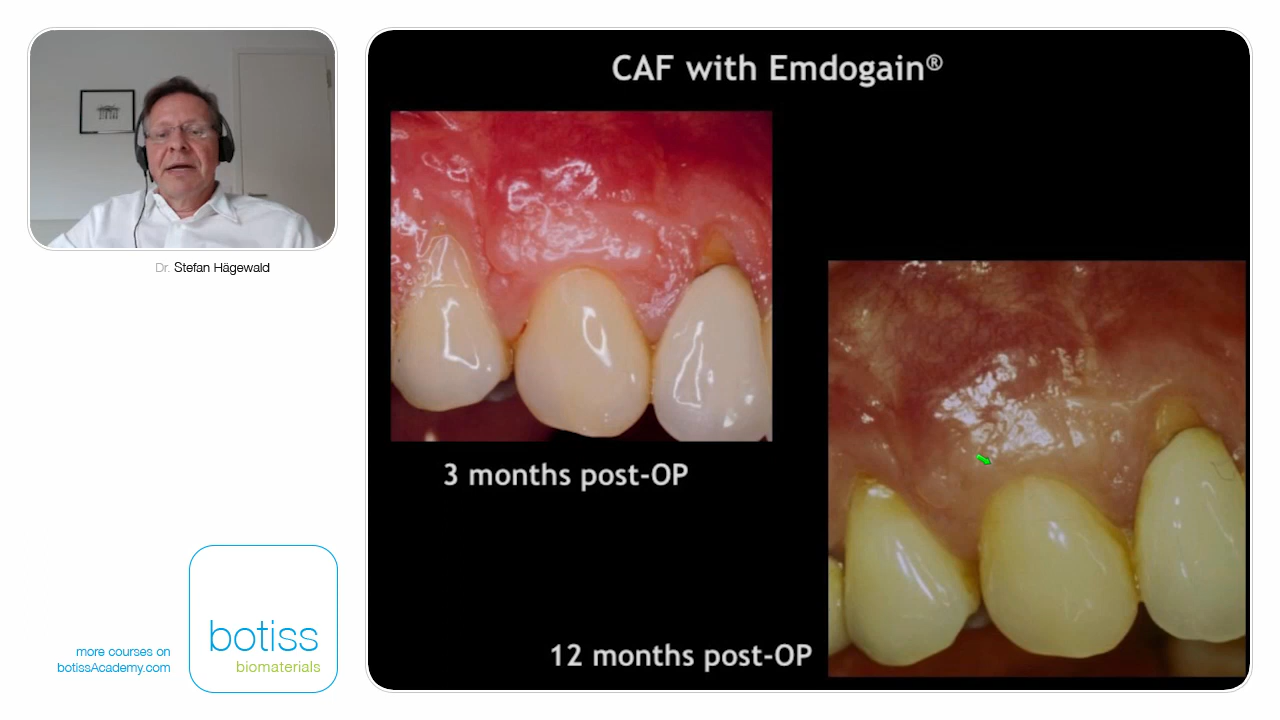 CAF with Emdogain®
Dr. Stefan Hägewald
3 months post-OP
12 months post-OP
botiss
biomaterials
more courses on
botissAcademy.com